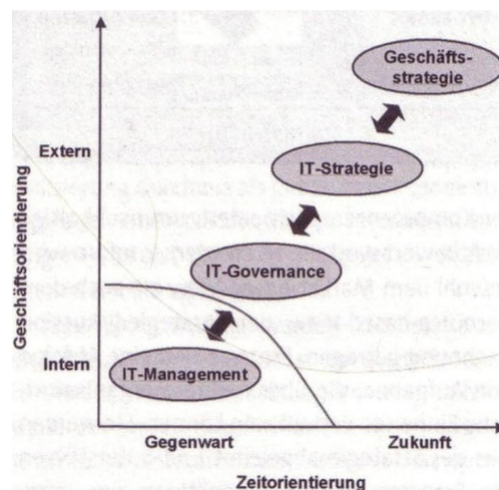 Geschäfts-
strategie
Extern
IT-Strategie
Geschäftsorientierung
IT-Governance
Intern
IT-Management
Gegenwart
Zukunft
Zeitorientierung